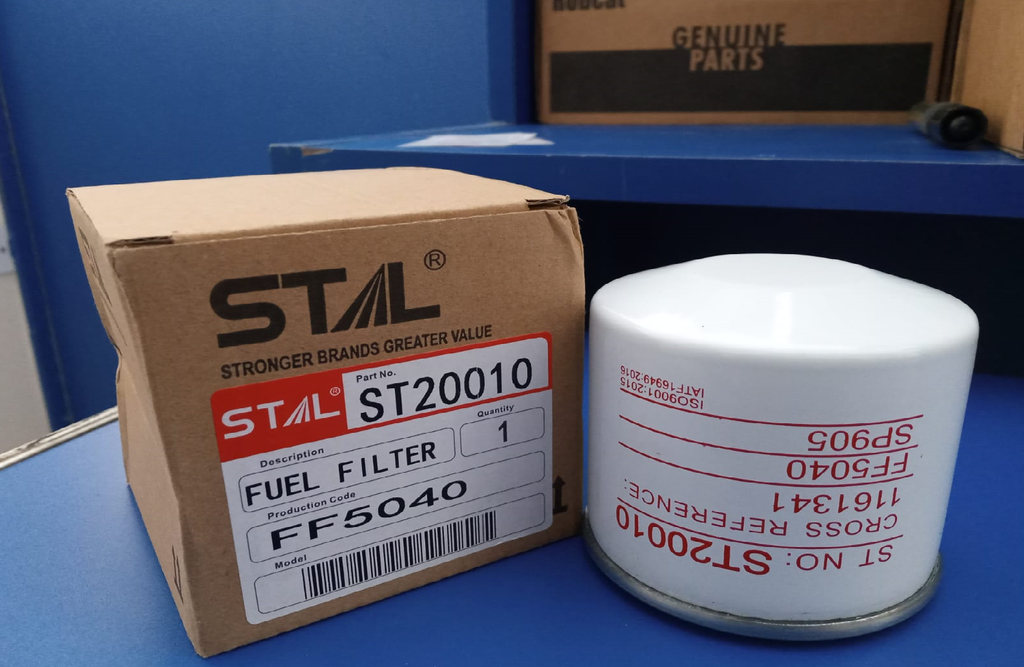 Bobcat
GENUINE
PARTS
STAL®
STRONGER BRANDS GREATER VALUE
STAL®
Part No.
ST20010
Description
FUEL FILTER
Quantity
1
Production Code
FF5040
Model
ST NO: ST20010
CROSS REFERENCE:
1161341
FF5040
SP905
ISO9001:2015
IATF16949:2016